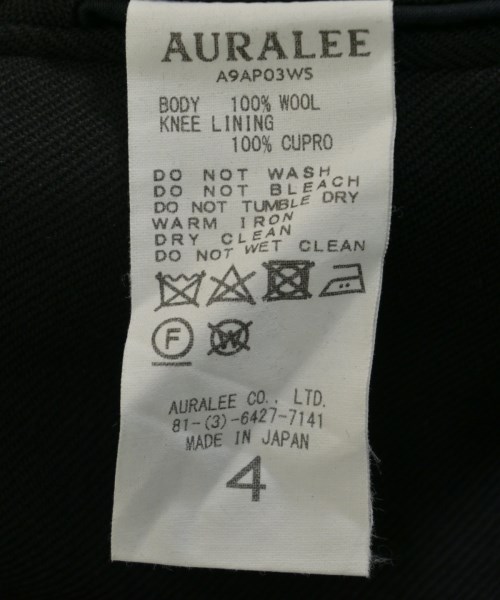 AURALEE
A9AP03WS
BODY 100% WOOL
KNEE LINING
100% CUPRO
DO NOT WASH
DO NOT BLEACH
DO NOT TUMBLE DRY
WARM IRON
DRY CLEAN
DO NOT WET CLEAN
F W
AURALEE CO., LTD.
81-(3)-6427-7141
MADE IN JAPAN
4